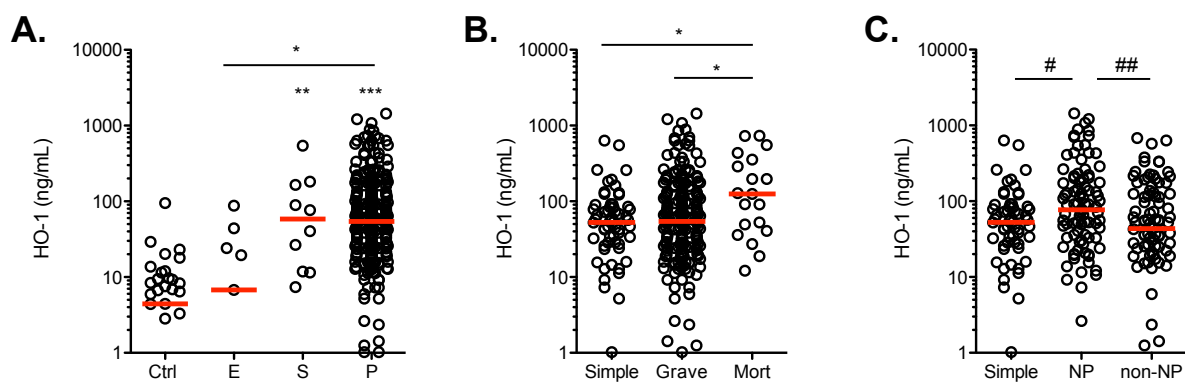 A.
HO-1 (ng/mL)
10000
1000
100
10
1
*
** ***
Ctrl E S P
B.
HO-1 (ng/mL)
10000
1000
100
10
1
*
*
Simple Grave Mort
C.
HO-1 (ng/mL)
10000
1000
100
10
1
# ##
Simple NP non-NP